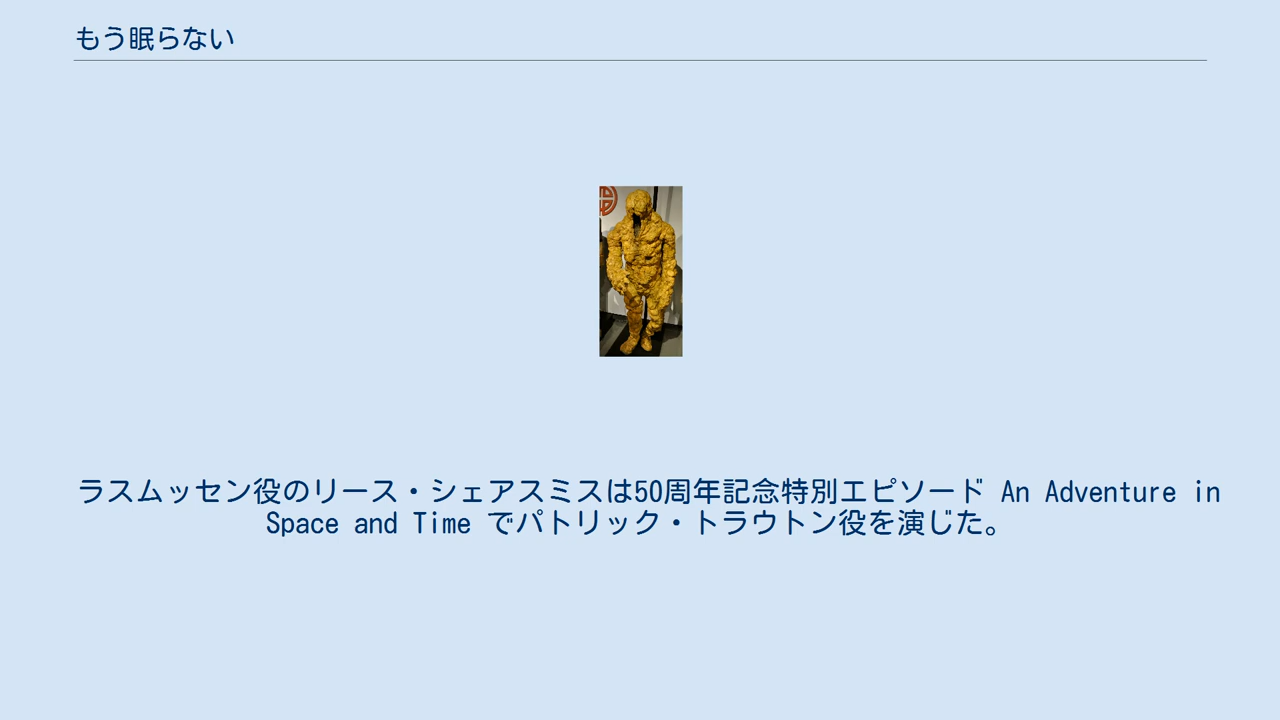 もう眠らない
ラスムッセン役のリース・シェアスミスは50周年記念特別エピソード An Adventure in
Space and Time でパトリック・トラウトン役を演じた。